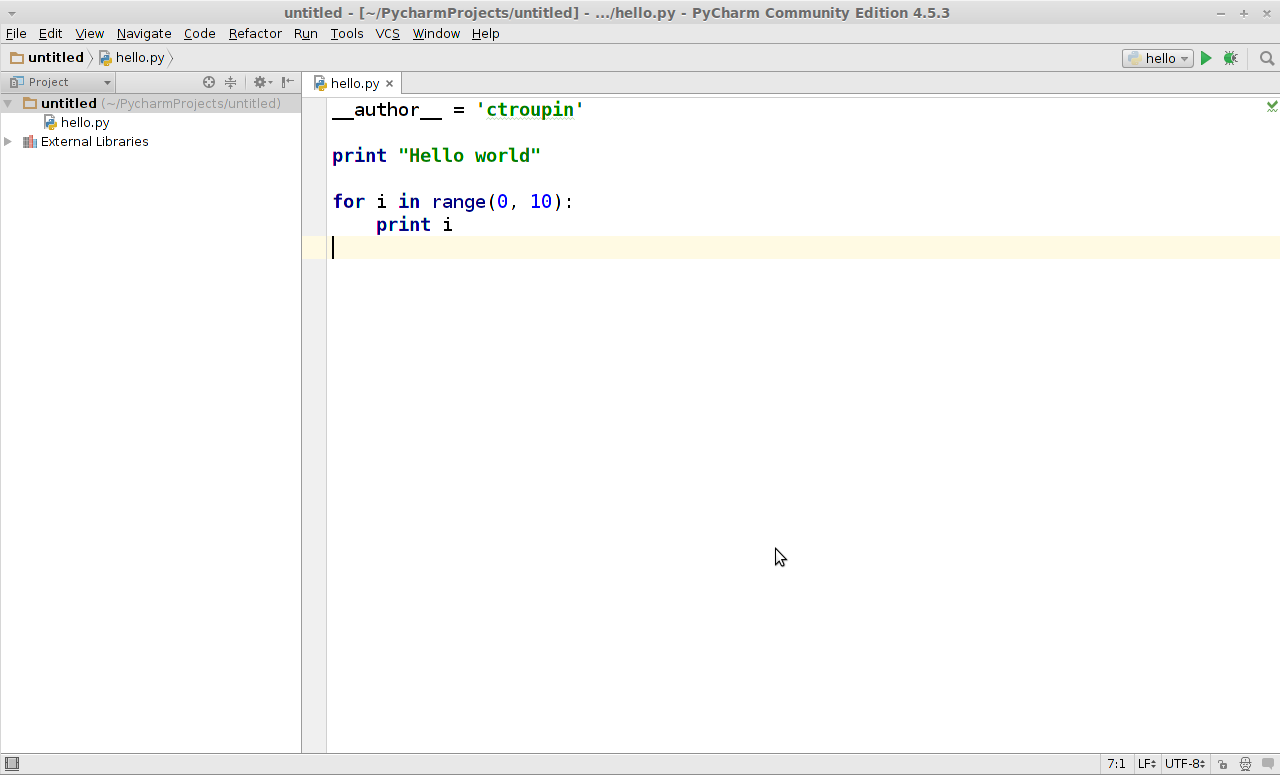 untitled - [~/PycharmProjects/untitled] - .../hello.py - PyCharm Community Edition 4.5.3
File Edit View Navigate Code Refactor Run Tools VCS Window Help
untitled hello.py hello
Project
hello.py
untitled (~/PycharmProjects/untitled)
hello.py
External Libraries
__author__ = 'ctroupin'
print "Hello world"
for i in range(0, 10):
    print i
7:1 LF UTF-8